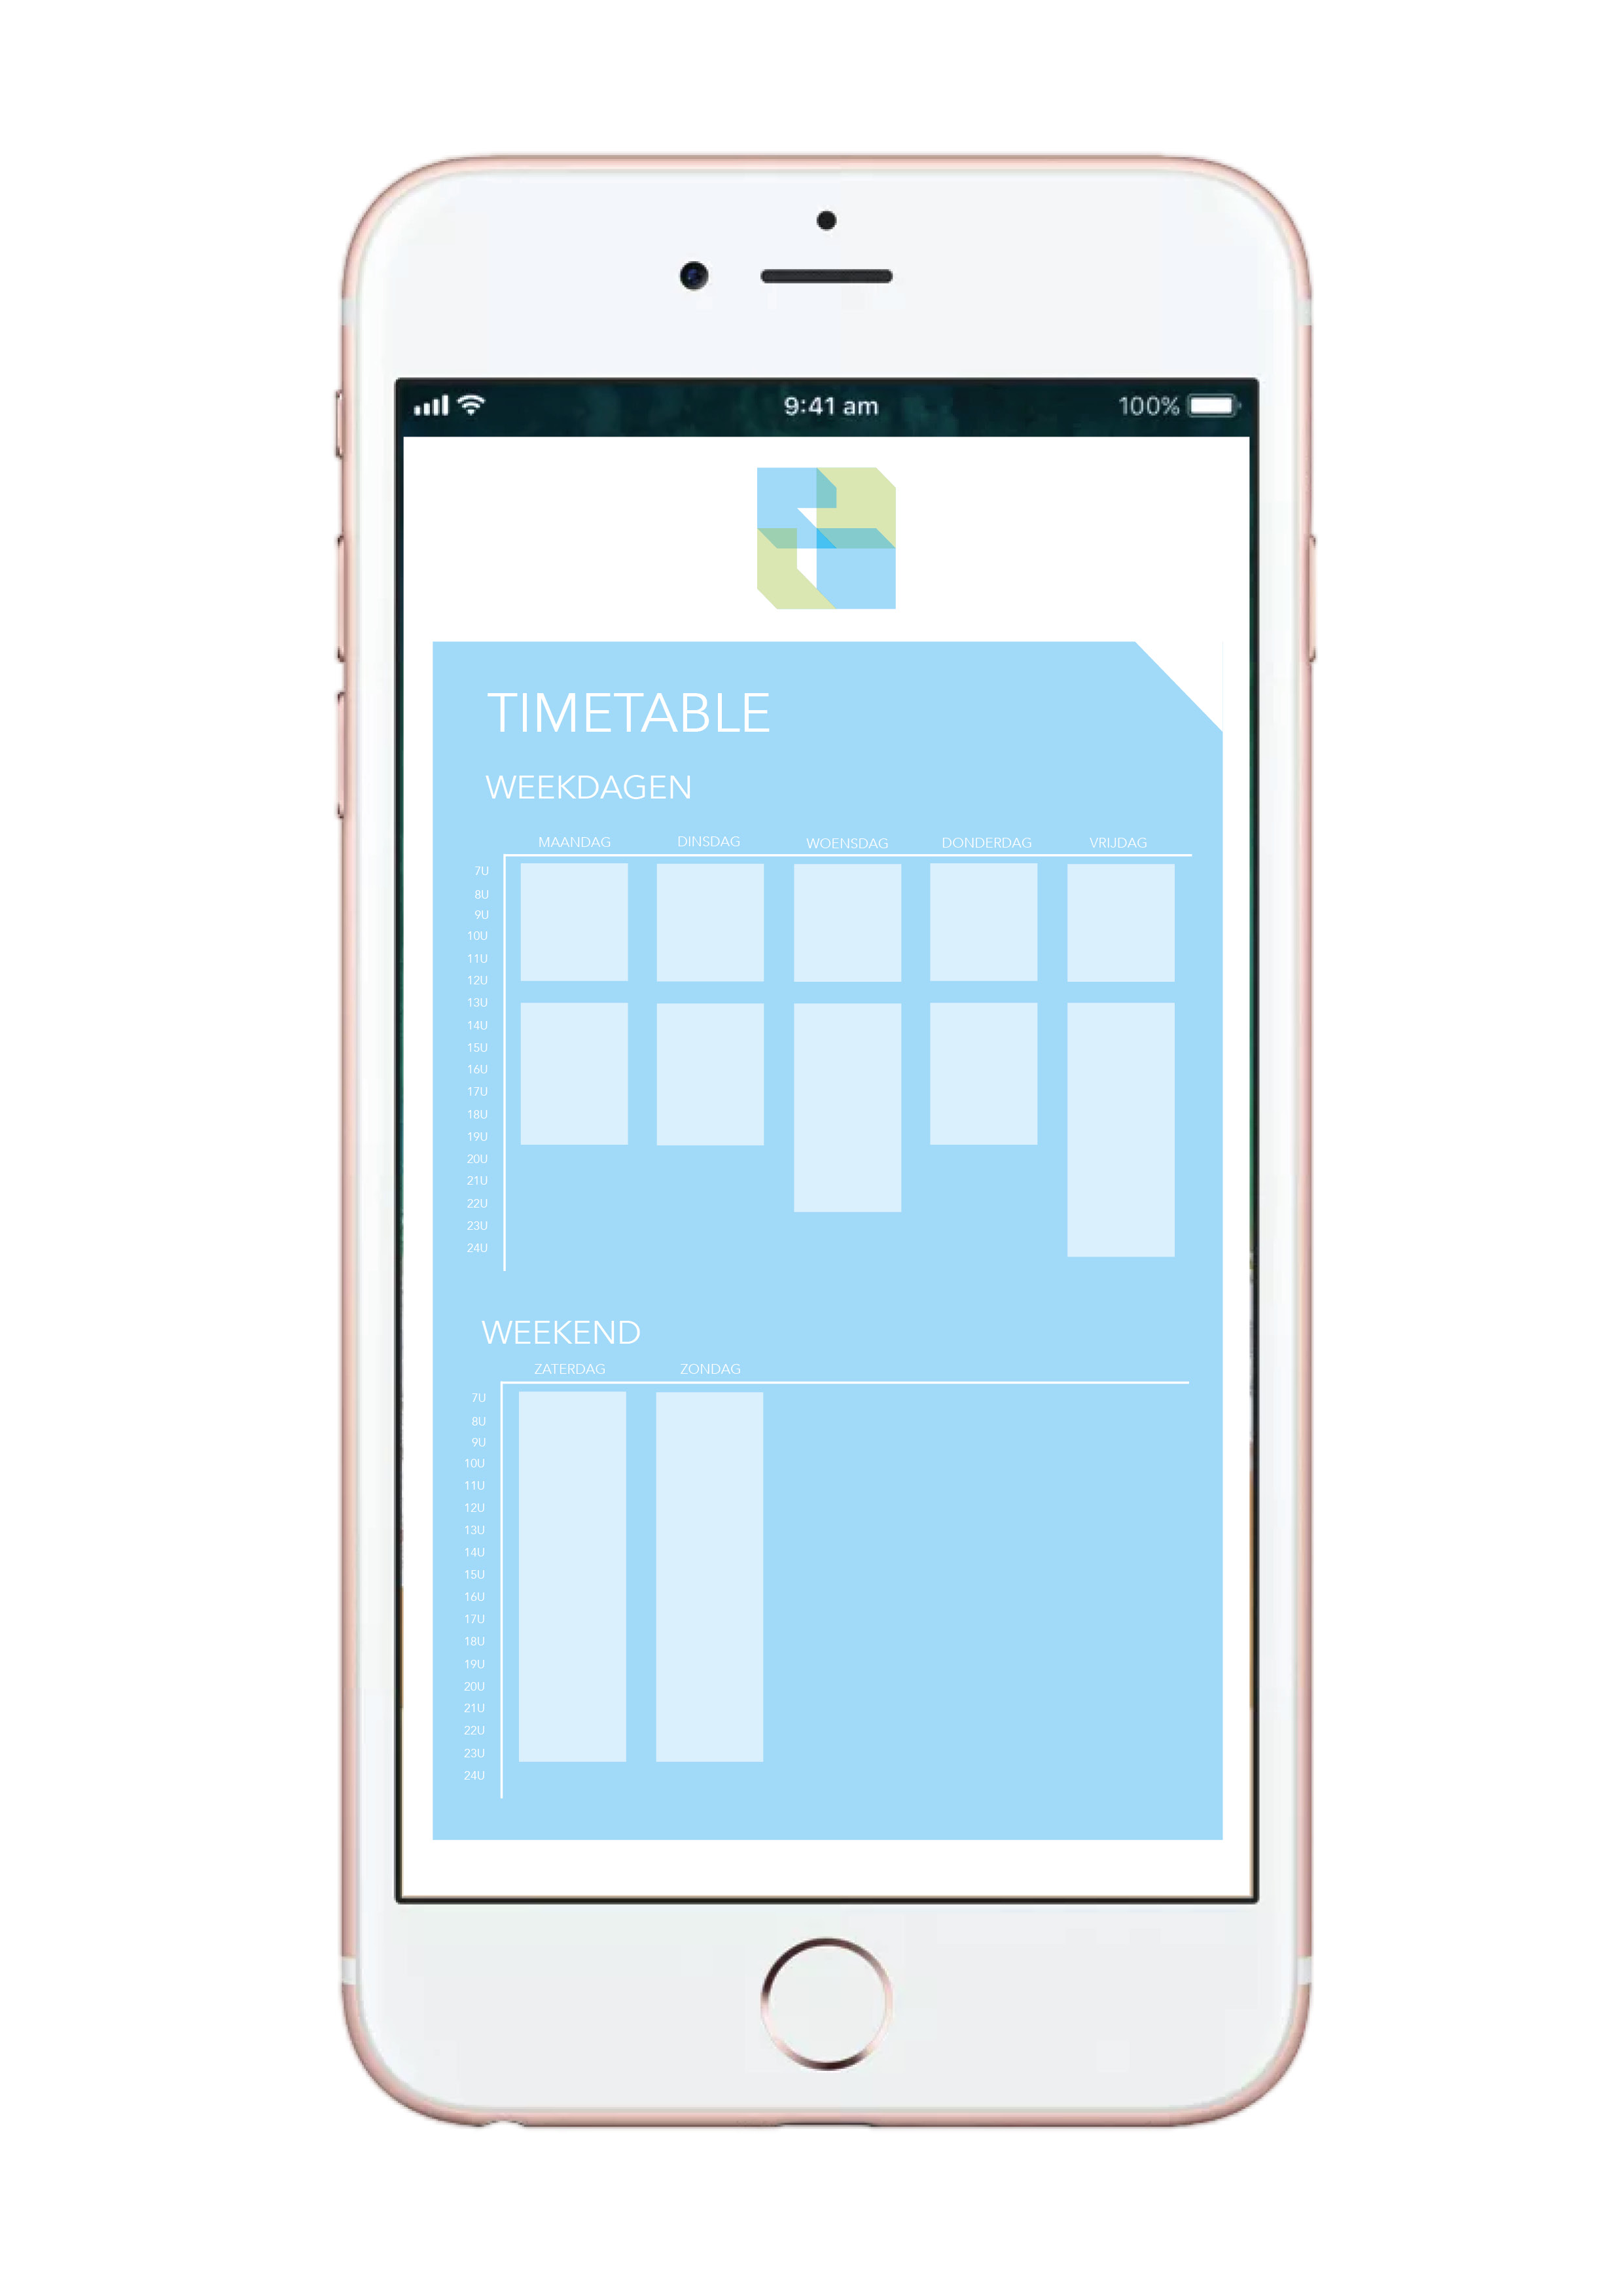 9:41 am 100%
TIMETABLE
WEEKDAGEN
MAANDAG DINSDAG WOENSDAG DONDERDAG VRIJDAG
7U
8U
9U
10U
11U
12U
13U
14U
15U
16U
17U
18U
19U
20U
21U
22U
23U
24U
WEEKEND
ZATERDAG ZONDAG
7U
8U
9U
10U
11U
12U
13U
14U
15U
16U
17U
18U
19U
20U
21U
22U
23U
24U